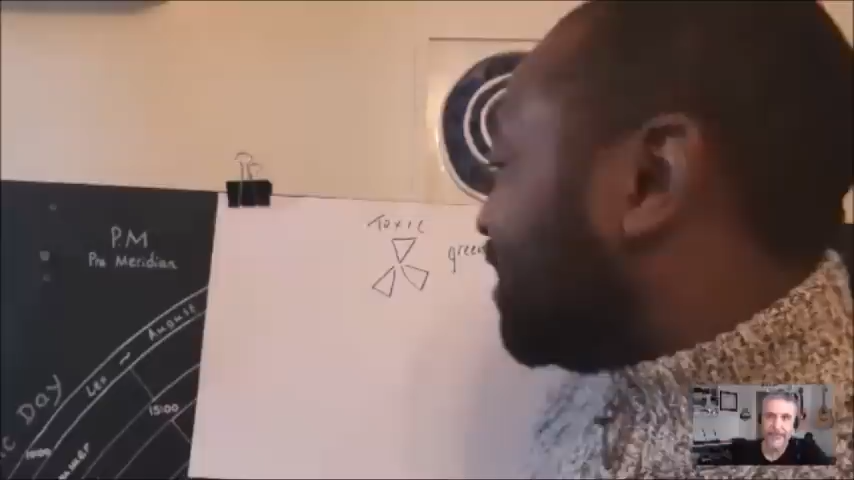 P.M
Pre Meridian
August
~
Leo
15:00
DAY
Toxic
green